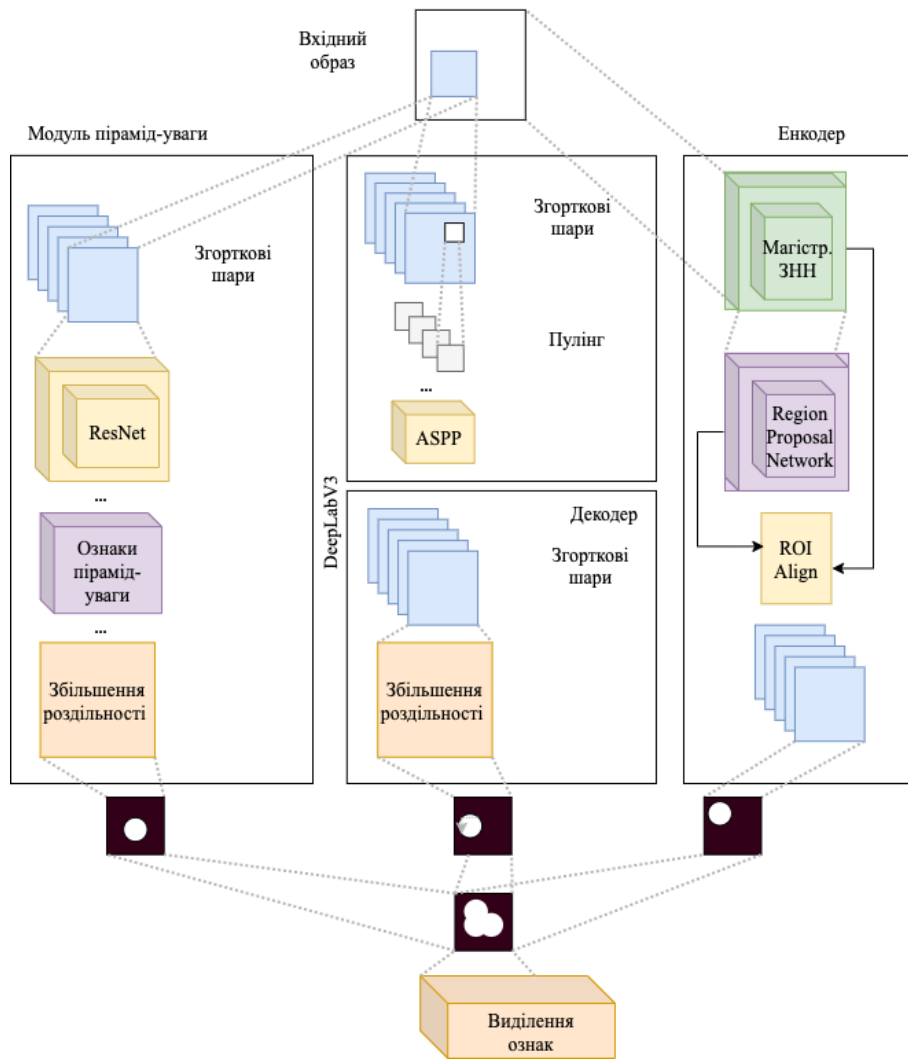 Вхідний
образ
Модуль пірамід-уваги
Енкодер
Згорткові
шари
ResNet
...
Ознаки
пірамід-
уваги
...
Збільшення
роздільності
DeepLabV3
Згорткові
шари
Пулінг
...
ASPP
Декодер
Згорткові
шари
Збільшення
роздільності
Магістр.
ЗНН
Region
Proposal
Network
ROI
Align
Виділення
ознак